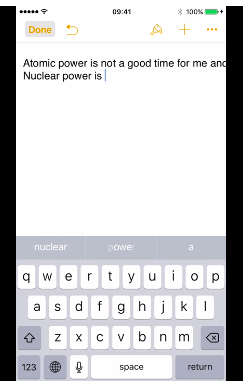 09:41
100%
Done
Atomic power is not a good time for me and
Nuclear power is
nuclear power a
q w e r t y u i o p
a s d f g h j k l
z x c v b n m
123 space return